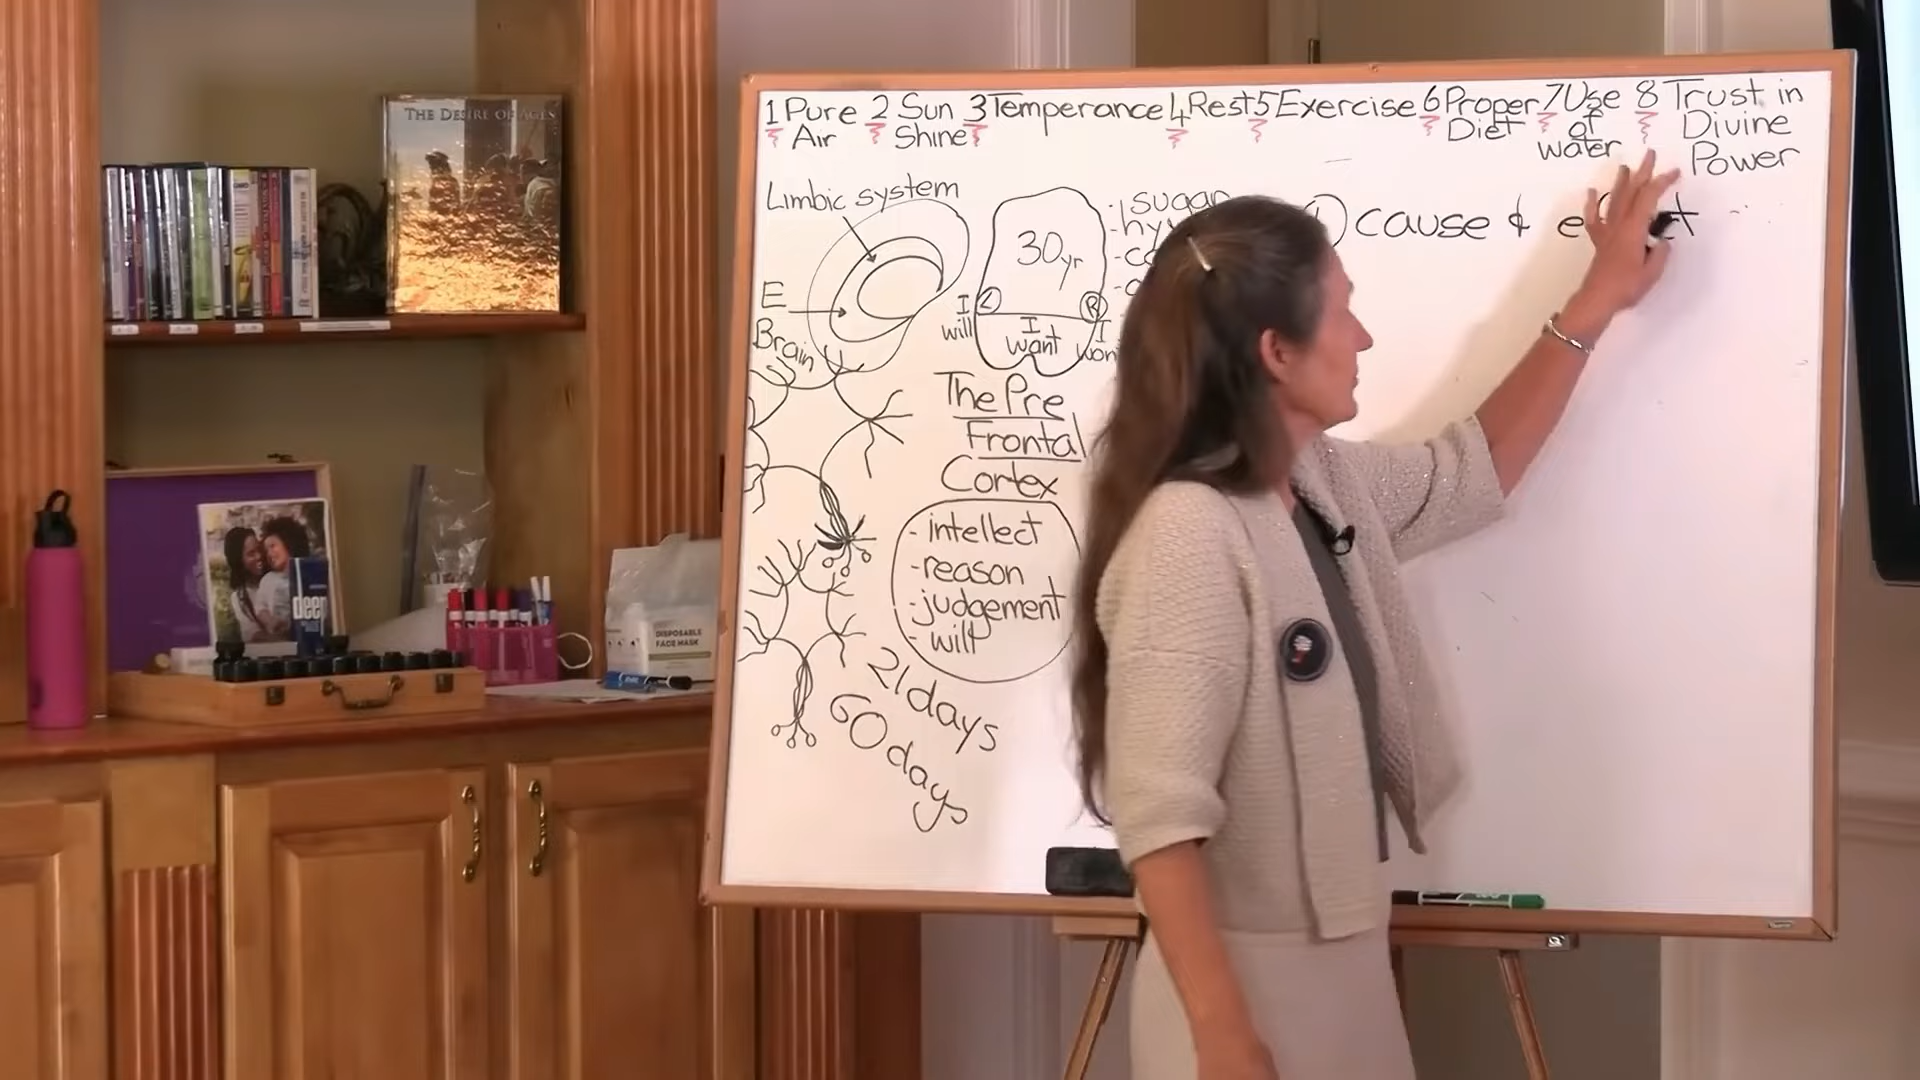 1 Pure Air
2 Sun Shine
3 Temperance
4 Rest
5 Exercise
6 Proper Diet
7 Use of water
8 Trust in Divine Power
Limbic system
E
Brain
30yr
L
R
I will
I want
I
- sugar
cause & 
The Pre
Frontal
Cortex
- intellect
- reason
- judgement
- will
21 days
60 days
THE DESIRE OF AGES
deep
DISPOSABLE
FACE MASK